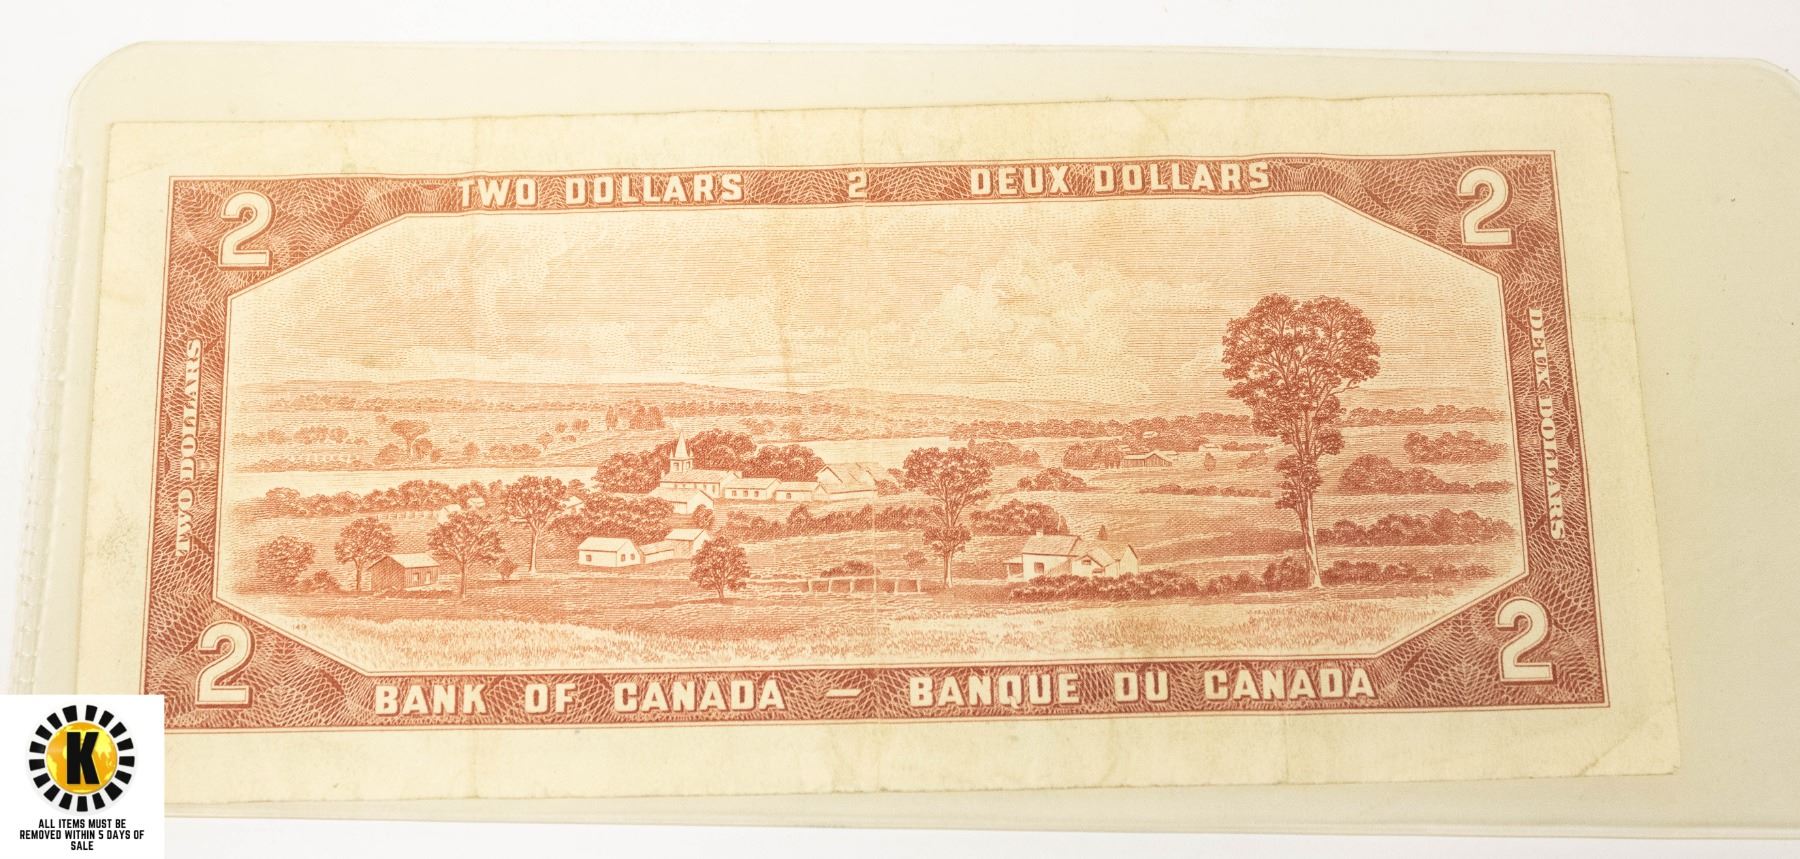 TWO DOLLARS 2 DEUX DOLLARS
2
2
TWO DOLLARS
DEUX DOLLARS
2
2
BANK OF CANADA – BANQUE DU CANADA
K
ALL ITEMS MUST BE
REMOVED WITHIN 5 DAYS OF
SALE